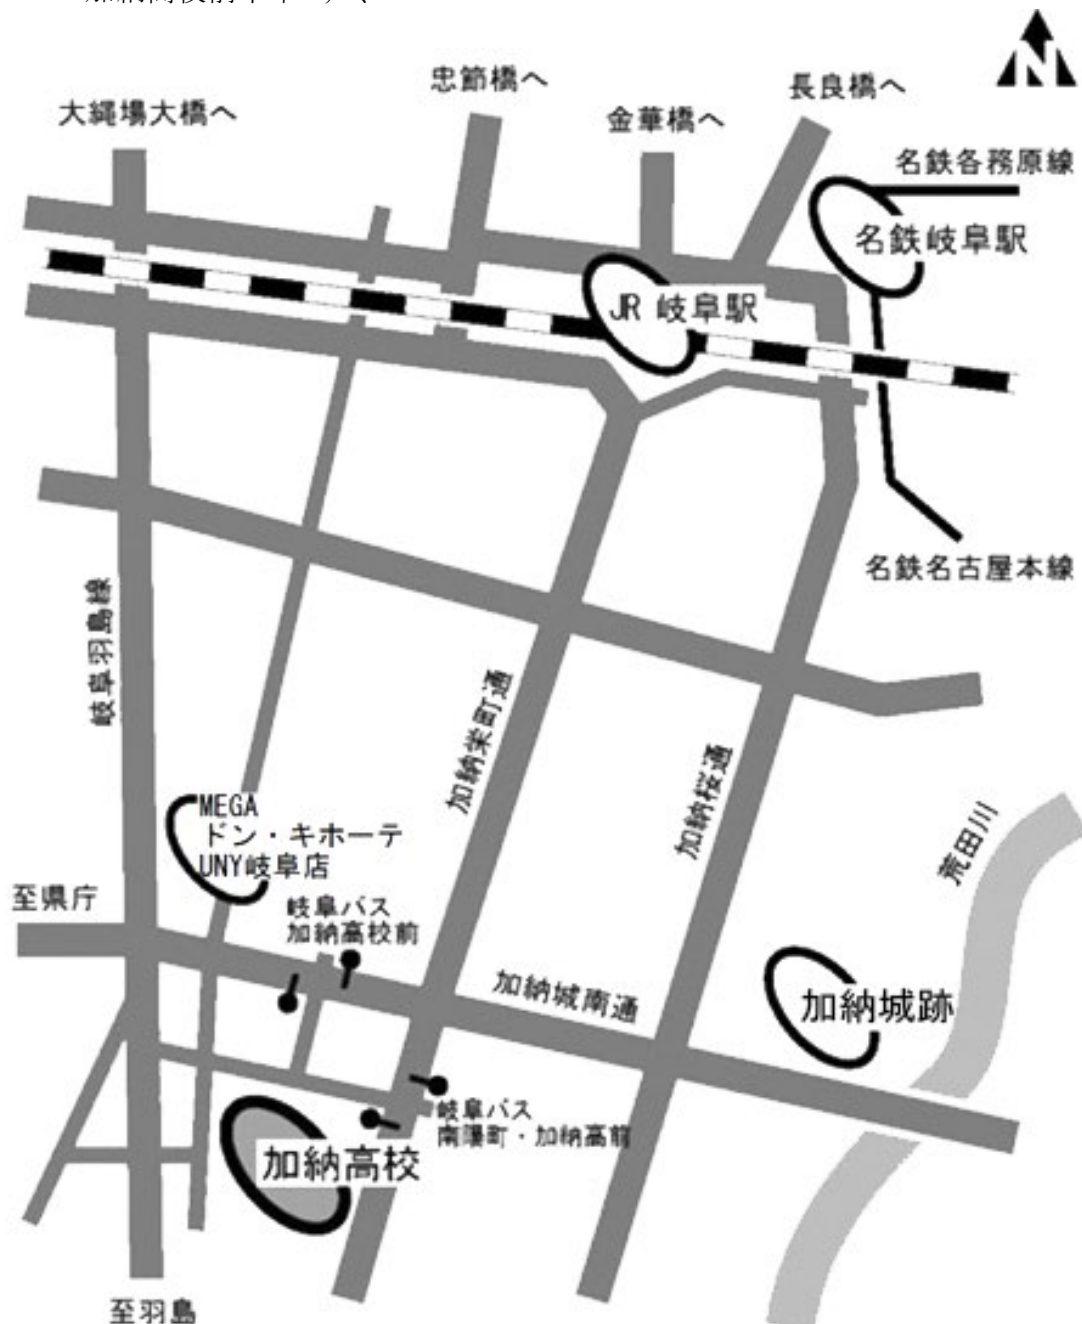 忠節橋へ
長良橋へ
大縄場大橋へ
金華橋へ
N
名鉄各務原線
名鉄岐阜駅
JR 岐阜駅
名鉄名古屋本線
岐阜羽島線
加納栄町通
加納桜通
荒田川
MEGA
ドン・キホーテ
UNY岐阜店
至県庁
岐阜バス
加納高校前
加納城南通
加納城跡
岐阜バス
南陽町・加納高前
加納高校
至羽島